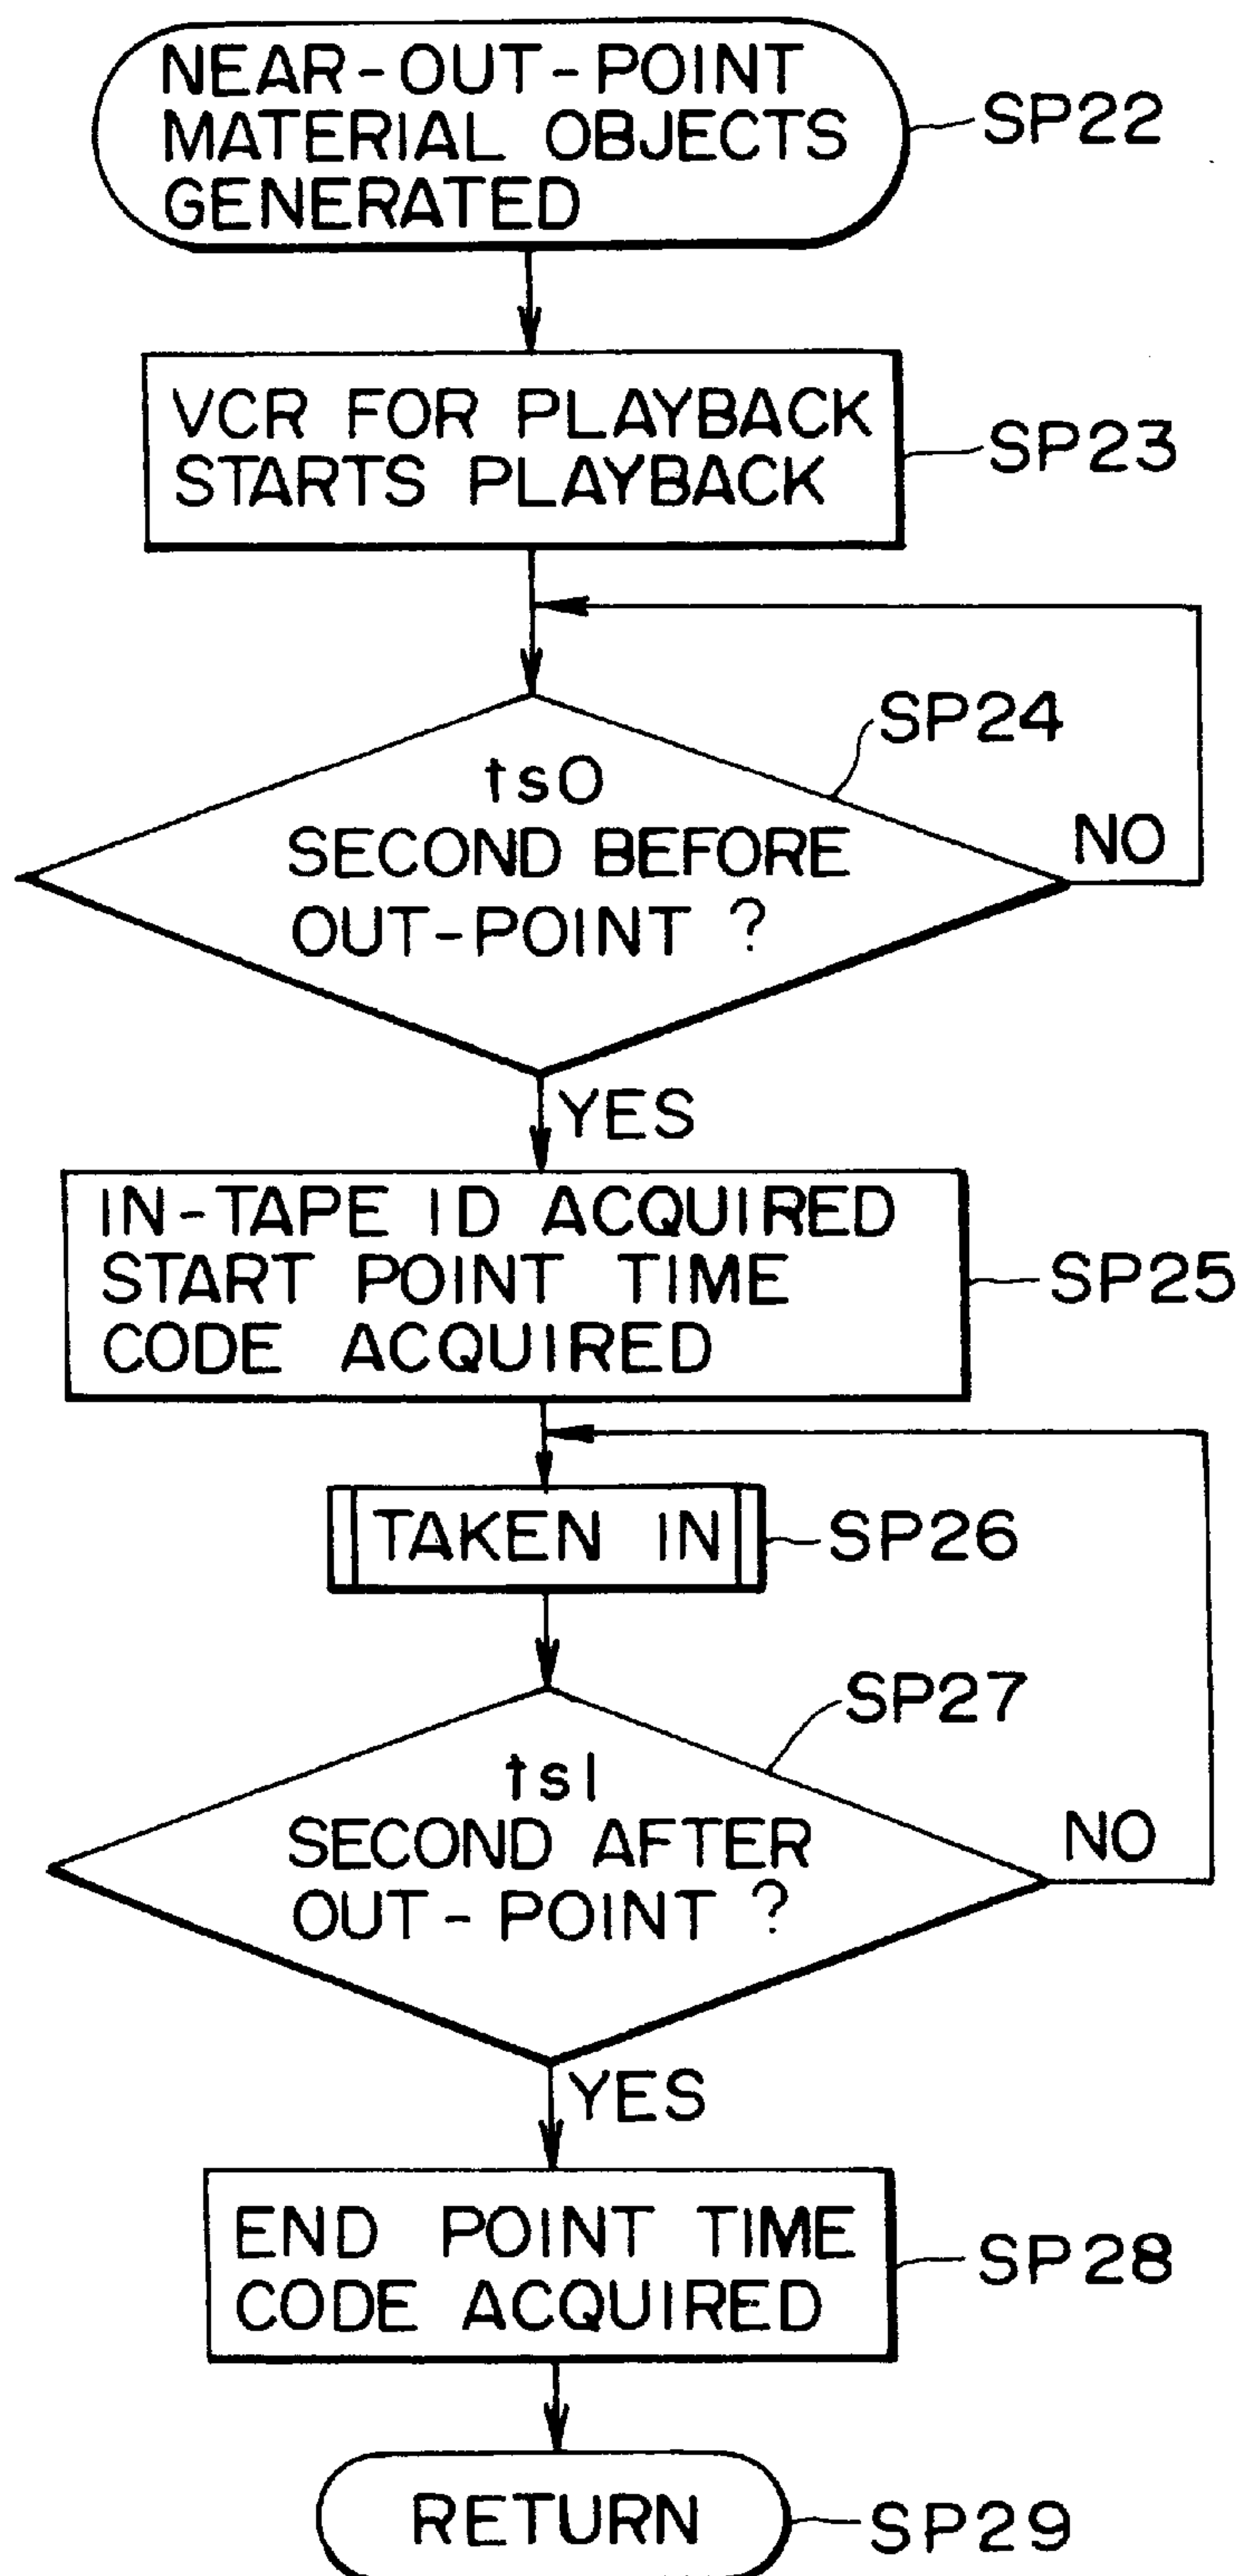 NEAR-OUT-POINT
MATERIAL OBJECTS
GENERATED
SP22
VCR FOR PLAYBACK
STARTS PLAYBACK
SP23
SP24
ts0
SECOND BEFORE
OUT-POINT ?
NO
YES
IN-TAPE ID ACQUIRED
START POINT TIME
CODE ACQUIRED
SP25
TAKEN IN
SP26
SP27
ts1
SECOND AFTER
OUT-POINT ?
NO
YES
END POINT TIME
CODE ACQUIRED
SP28
RETURN
SP29